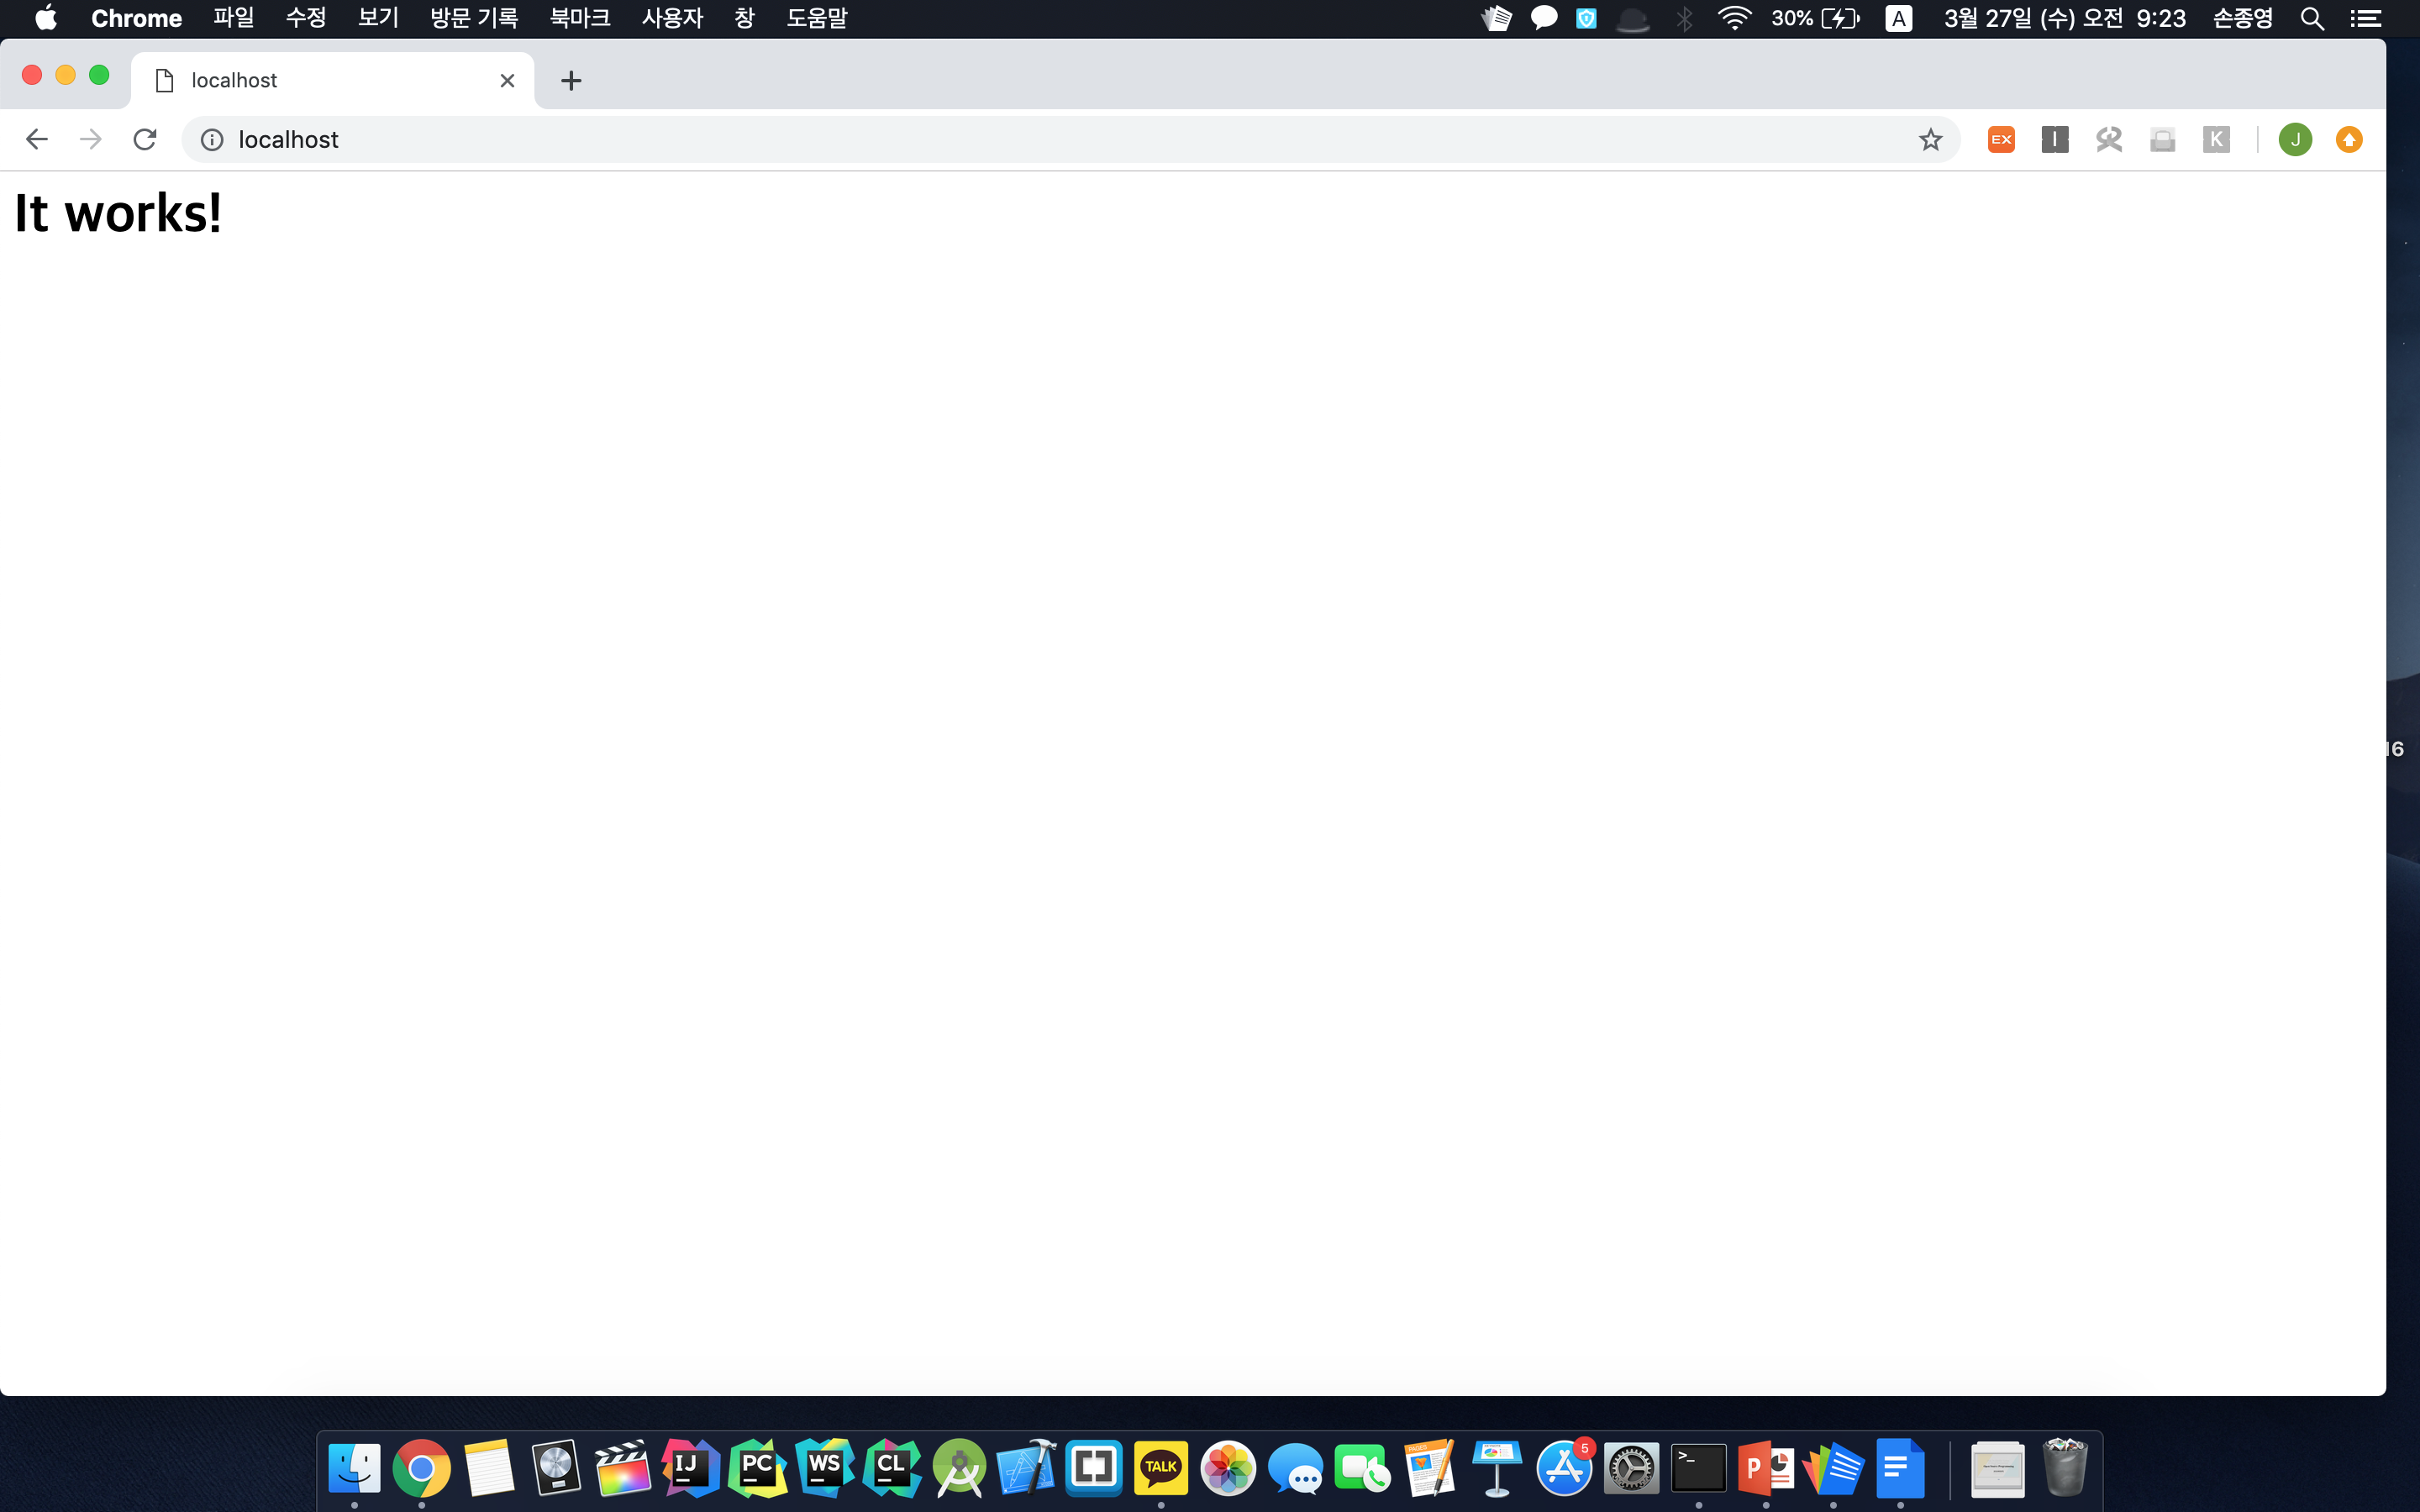 Chrome 파일 수정 보기 방문 기록 북마크 사용자 창 도움말 30% A 3월 27일 (수) 오전 9:23 손종영
localhost
localhost EX I K J
It works!
16
IJ PC WS CL TALK PAGES 5 >_ P